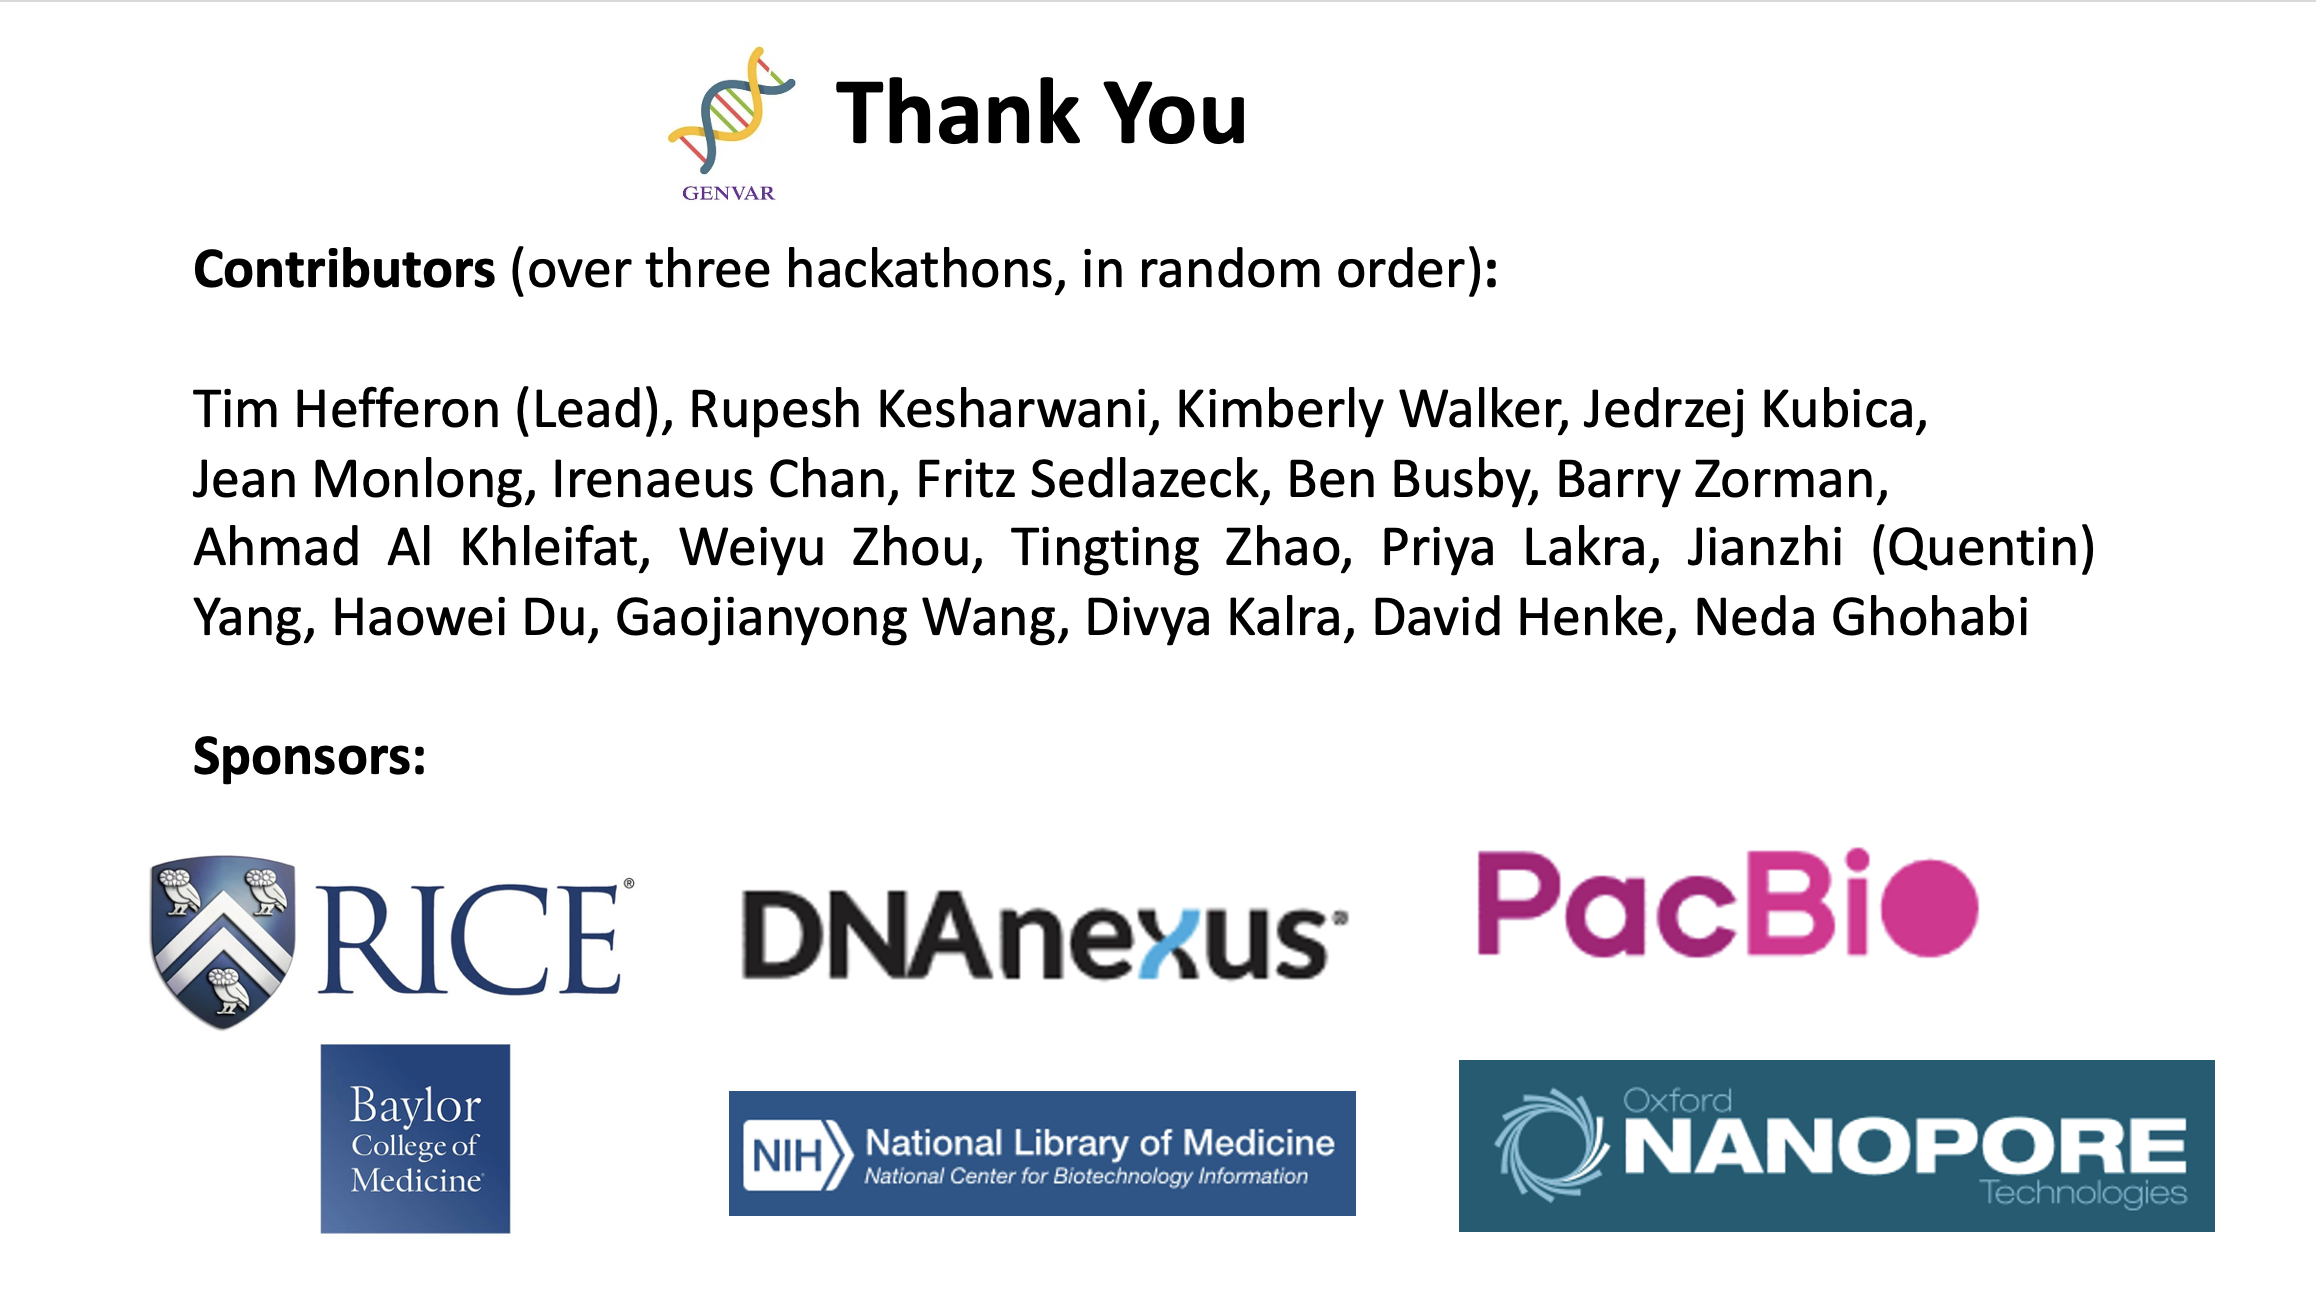 Thank You
GENVAR
Contributors (over three hackathons, in random order):
Tim Hefferon (Lead), Rupesh Kesharwani, Kimberly Walker, Jedrzej Kubica,
Jean Monlong, Irenaeus Chan, Fritz Sedlazeck, Ben Busby, Barry Zorman,
Ahmad Al Khleifat, Weiyu Zhou, Tingting Zhao, Priya Lakra, Jianzhi (Quentin)
Yang, Haowei Du, Gaojianyong Wang, Divya Kalra, David Henke, Neda Ghohabi
Sponsors:
RICE®
DNAnexus®
PacBio
Baylor
College of
Medicine
NIH National Library of Medicine
National Center for Biotechnology Information
Oxford
NANOPORE
Technologies